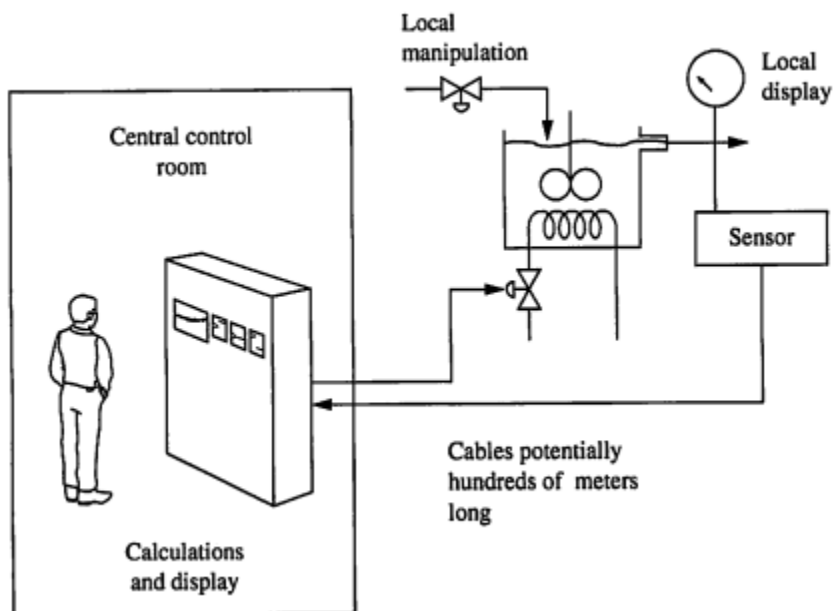 Local
manipulation
Local
display
Central control
room
Sensor
Cables potentially
hundreds of meters
long
Calculations
and display